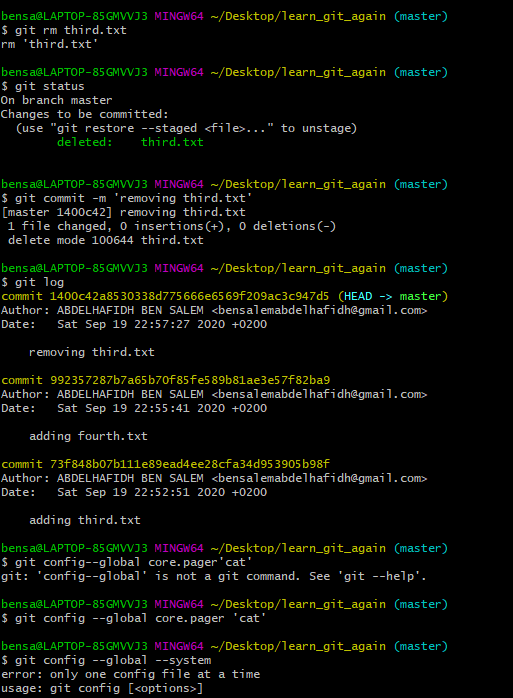 bensa@LAPTOP-85GMVVJ3 MINGW64 ~/Desktop/learn_git_again (master)
$ git rm third.txt
rm 'third.txt'

bensa@LAPTOP-85GMVVJ3 MINGW64 ~/Desktop/learn_git_again (master)
$ git status
On branch master
Changes to be committed:
  (use "git restore --staged <file>..." to unstage)
        deleted:    third.txt


bensa@LAPTOP-85GMVVJ3 MINGW64 ~/Desktop/learn_git_again (master)
$ git commit -m 'removing third.txt'
[master 1400c42] removing third.txt
 1 file changed, 0 insertions(+), 0 deletions(-)
 delete mode 100644 third.txt

bensa@LAPTOP-85GMVVJ3 MINGW64 ~/Desktop/learn_git_again (master)
$ git log
commit 1400c42a8530338d775666e6569f209ac3c947d5 (HEAD -> master)
Author: ABDELHAFIDH BEN SALEM <bensalemabdelhafidh@gmail.com>
Date:   Sat Sep 19 22:57:27 2020 +0200

    removing third.txt

commit 992357287b7a65b70f85fe589b81ae3e57f82ba9
Author: ABDELHAFIDH BEN SALEM <bensalemabdelhafidh@gmail.com>
Date:   Sat Sep 19 22:55:41 2020 +0200

    adding fourth.txt

commit 73f848b07b111e89ead4ee28cfa34d953905b98f
Author: ABDELHAFIDH BEN SALEM <bensalemabdelhafidh@gmail.com>
Date:   Sat Sep 19 22:52:51 2020 +0200

    adding third.txt

bensa@LAPTOP-85GMVVJ3 MINGW64 ~/Desktop/learn_git_again (master)
$ git config--global core.pager'cat'
git: 'config--global' is not a git command. See 'git --help'.

bensa@LAPTOP-85GMVVJ3 MINGW64 ~/Desktop/learn_git_again (master)
$ git config --global core.pager 'cat'

bensa@LAPTOP-85GMVVJ3 MINGW64 ~/Desktop/learn_git_again (master)
$ git config --global --system
error: only one config file at a time
usage: git config [<options>]